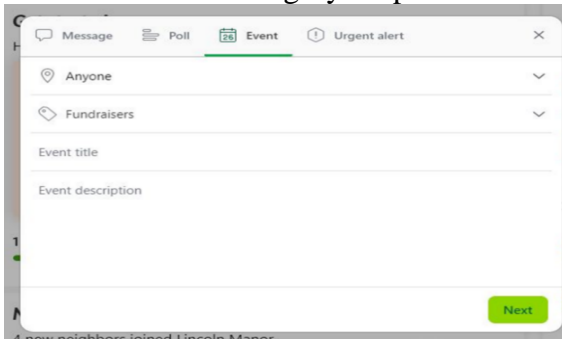 Message Poll 26 Event Urgent alert
Anyone
Fundraisers
Event title
Event description
1
Next
4 new neighbors joined Lincoln Manor